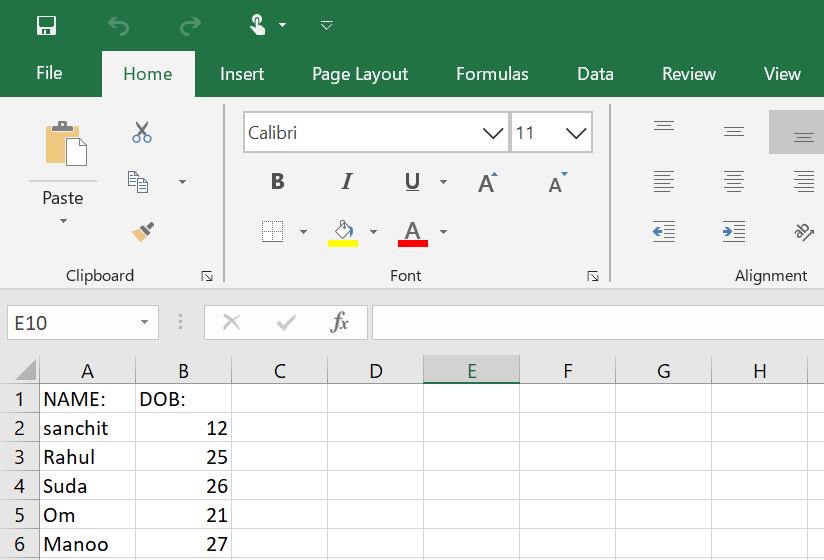 File Home Insert Page Layout Formulas Data Review View
Calibri 11
Paste B I U A A
A
Clipboard Font Alignment
E10 fx
A B C D E F G H
1 NAME: DOB:
2 sanchit 12
3 Rahul 25
4 Suda 26
5 Om 21
6 Manoo 27